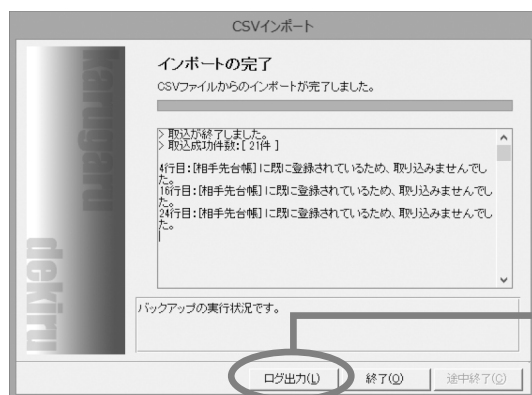 CSVインポート
インポートの完了
CSVファイルからのインポートが完了しました。
> 取込が終了しました。
> 取込成功件数:[ 21件 ]
4行目:[相手先台帳]に既に登録されているため、取り込みませんでし
た。
16行目:[相手先台帳]に既に登録されているため、取り込みませんでし
た。
24行目:[相手先台帳]に既に登録されているため、取り込みませんでし
た。
karugaru
dekiru
バックアップの実行状況です。
ログ出力(L)
終了(O)
途中終了(C)